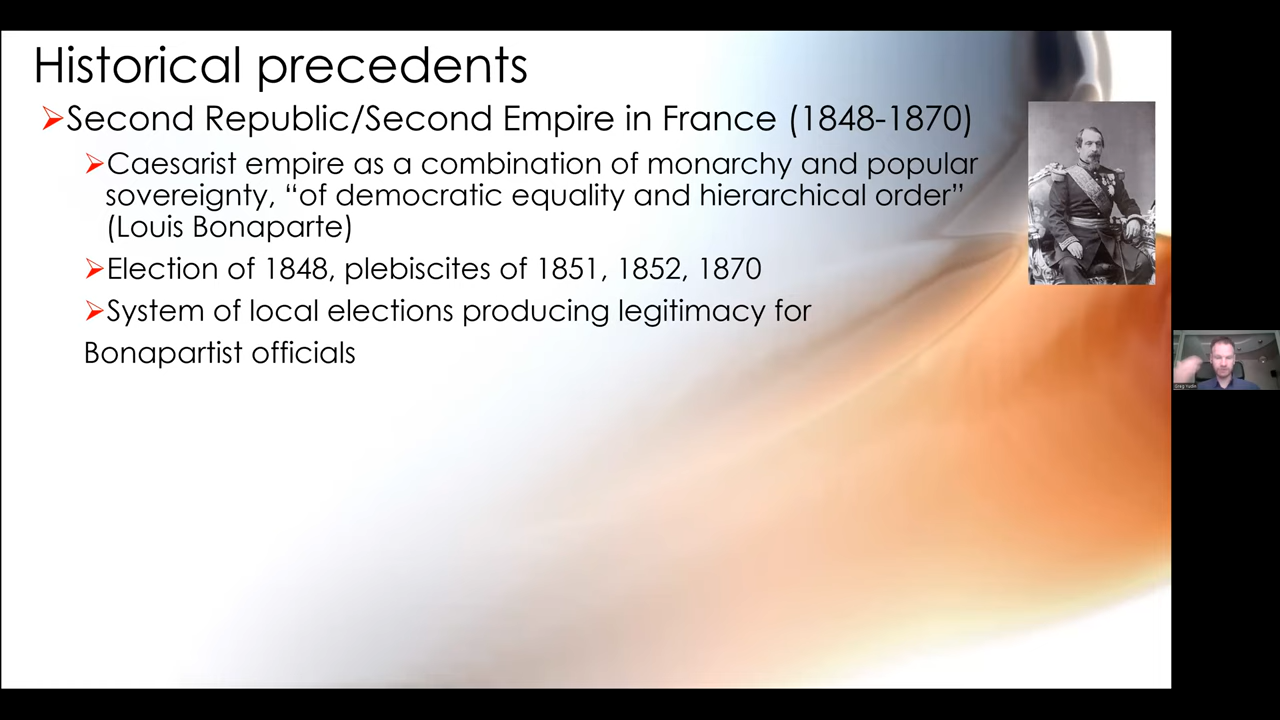 Historical precedents
➢Second Republic/Second Empire in France (1848-1870)
➢Caesarist empire as a combination of monarchy and popular
sovereignty, “of democratic equality and hierarchical order”
(Louis Bonaparte)
➢Election of 1848, plebiscites of 1851, 1852, 1870
➢System of local elections producing legitimacy for
Bonapartist officials